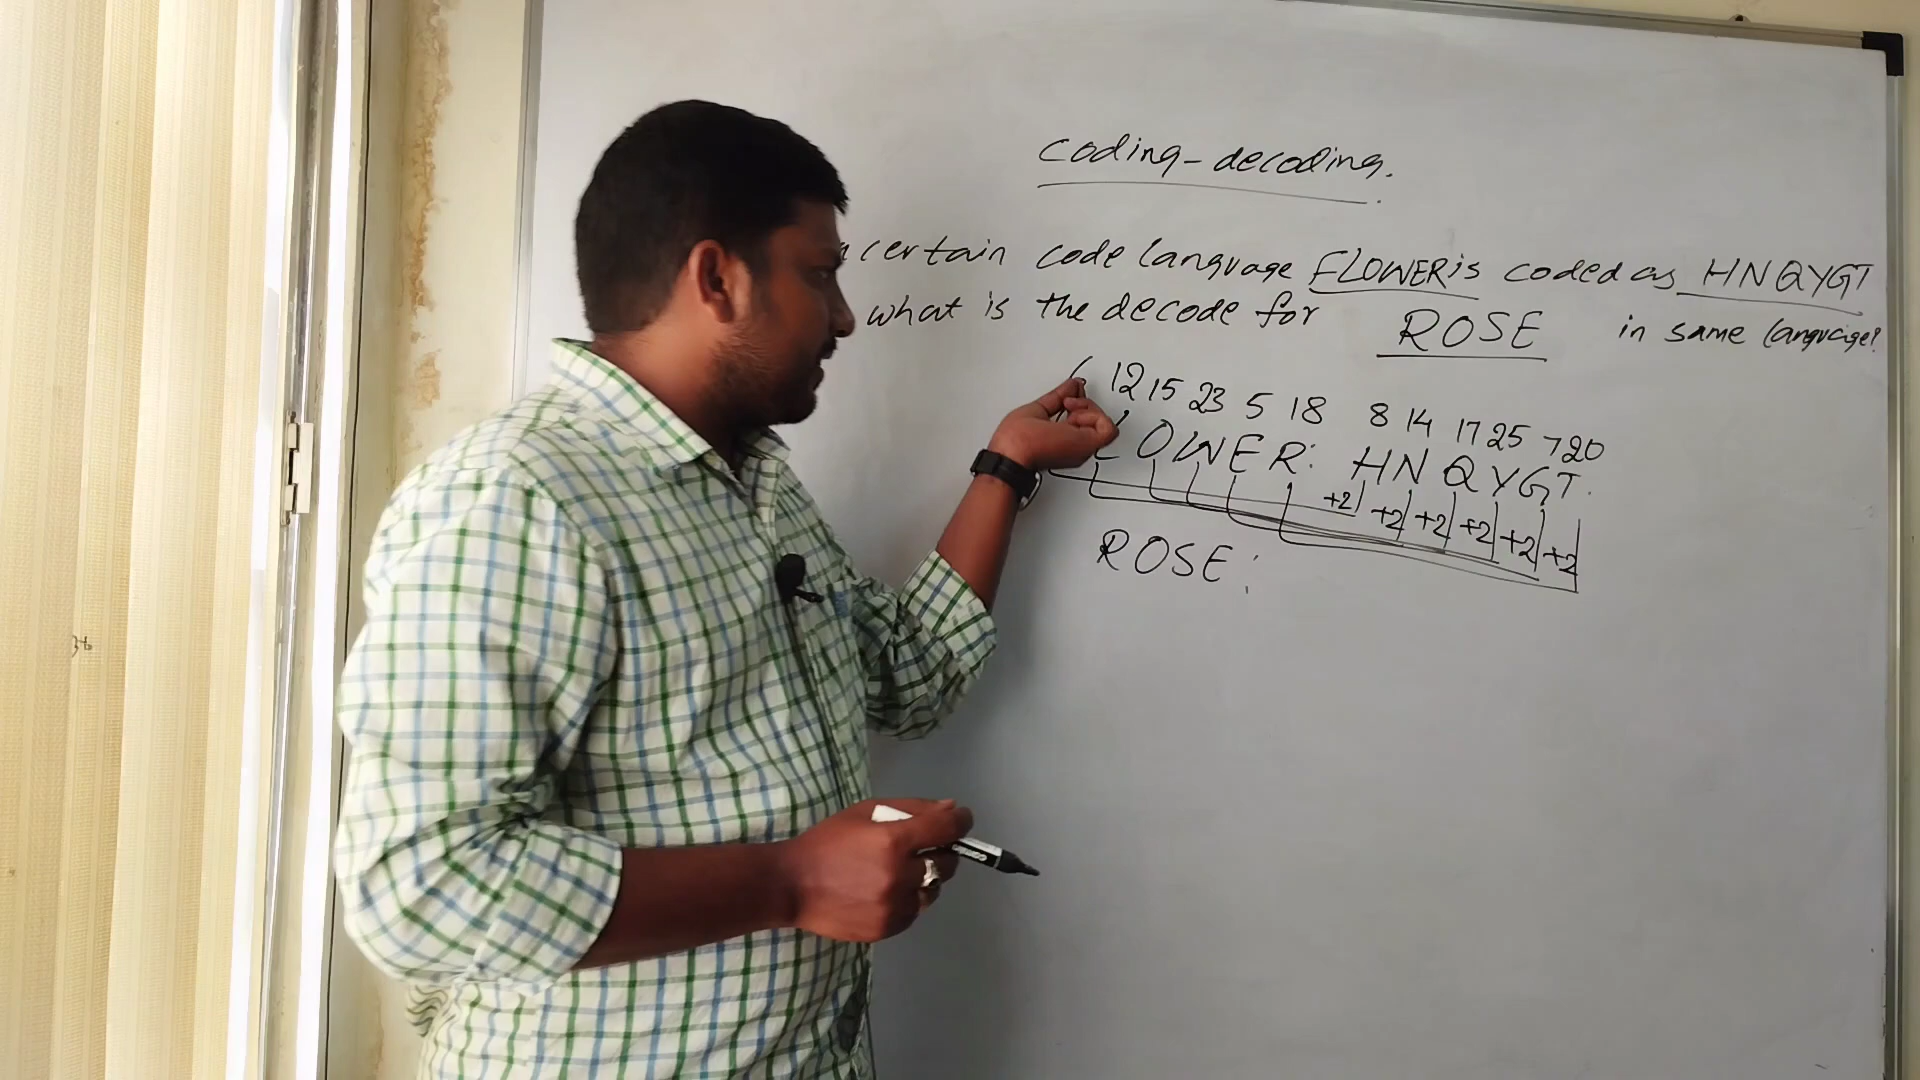 coding-decoding.
certain code language FLOWER is coded as HNQYGT
what is the decode for ROSE in same language?
6 12 15 23 5 18 8 14 17 25 7 20
LOWER: HNQYGT.
+2 +2 +2 +2 +2 +2
ROSE: